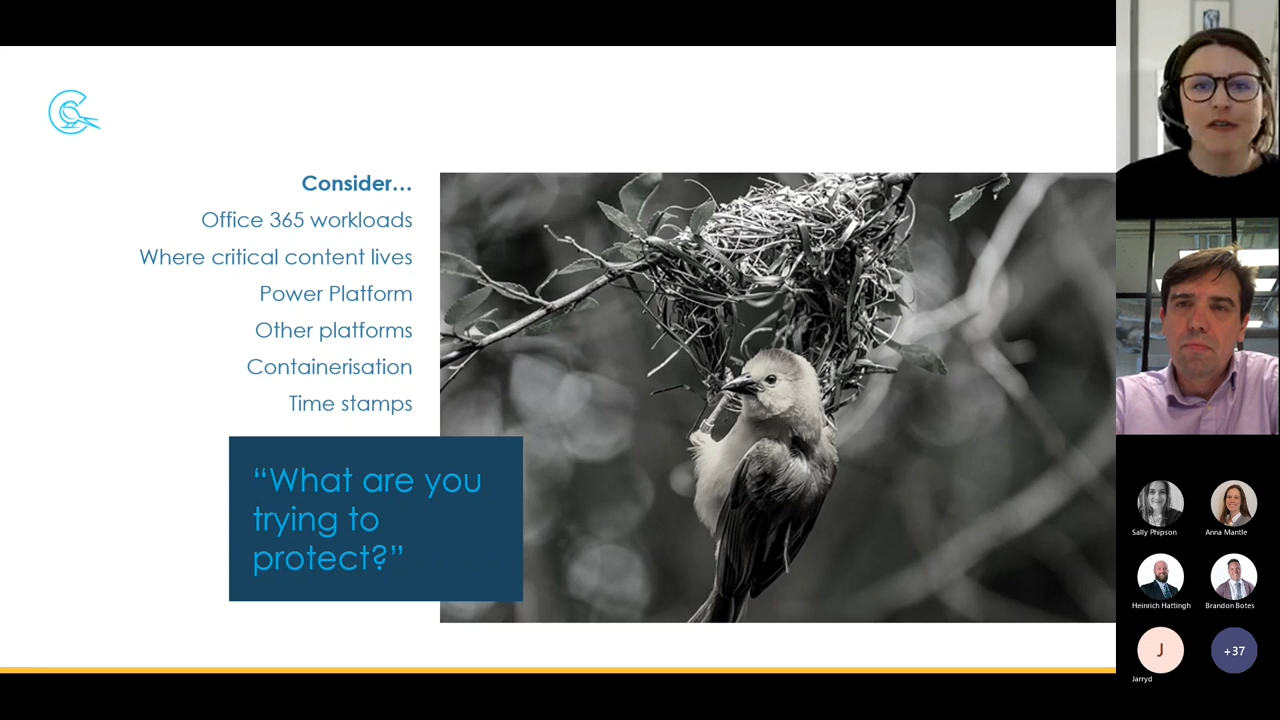 Consider...
Office 365 workloads
Where critical content lives
Power Platform
Other platforms
Containerisation
Time stamps
“What are you
trying to
protect?”
Sally Phipson
Anna Mantle
Heinrich Hattingh
Brandon Botes
J
+37
Jarryd